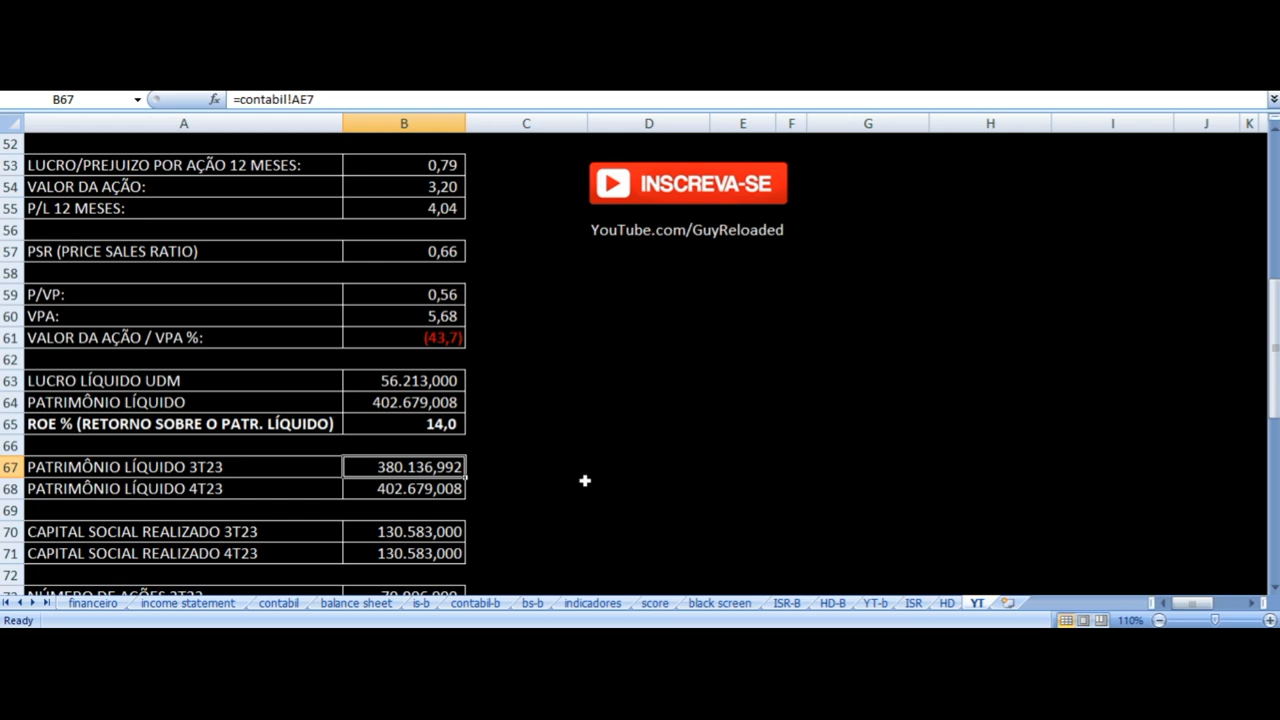 B67 fx =contabil!AE7
A B C D E F G H I J K
52
53 LUCRO/PREJUIZO POR AÇÃO 12 MESES: 0,79
54 VALOR DA AÇÃO: 3,20
55 P/L 12 MESES: 4,04
56
57 PSR (PRICE SALES RATIO) 0,66
58
59 P/VP: 0,56
60 VPA: 5,68
61 VALOR DA AÇÃO / VPA %: (43,7)
62
63 LUCRO LÍQUIDO UDM 56.213,000
64 PATRIMÔNIO LÍQUIDO 402.679,008
65 ROE % (RETORNO SOBRE O PATR. LÍQUIDO) 14,0
66
67 PATRIMÔNIO LÍQUIDO 3T23 380.136,992
68 PATRIMÔNIO LÍQUIDO 4T23 402.679,008
69
70 CAPITAL SOCIAL REALIZADO 3T23 130.583,000
71 CAPITAL SOCIAL REALIZADO 4T23 130.583,000
72
INSCREVA-SE
YouTube.com/GuyReloaded
financeiro income statement contabil balance sheet is-b contabil-b bs-b indicadores score black screen ISR-B HD-B YT-b ISR HD YT
Ready 110%